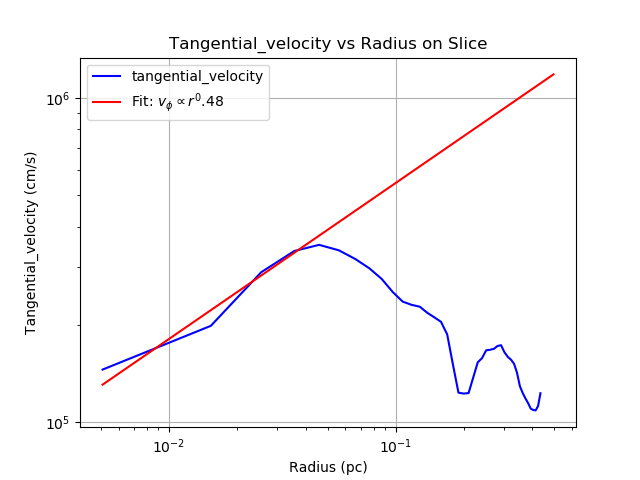 Tangential_velocity vs Radius on Slice
tangential_velocity
Fit: $v_\phi \propto r^0.48$
10^6
10^5
Tangential_velocity (cm/s)
10^{-2}
10^{-1}
Radius (pc)